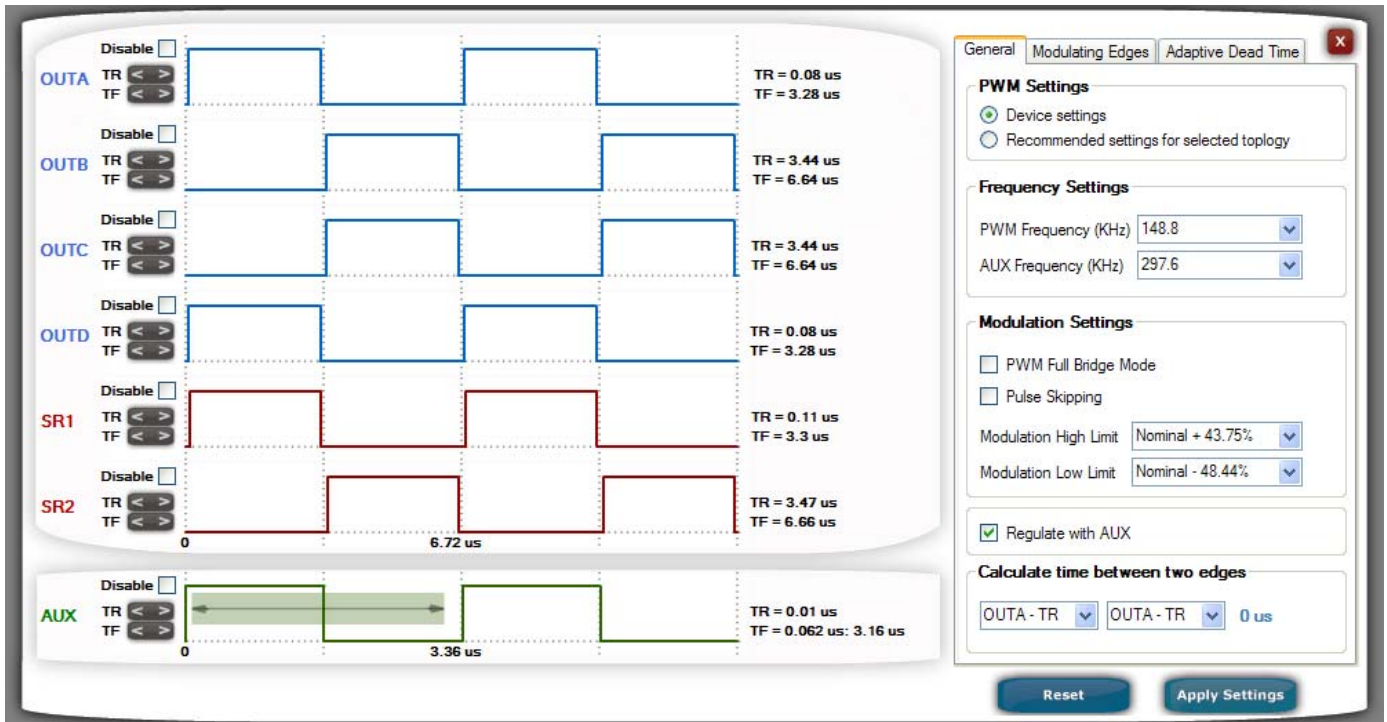 Disable
OUTA TR < > TR = 0.08 us
TF < > TF = 3.28 us
Disable
OUTB TR < > TR = 3.44 us
TF < > TF = 6.64 us
Disable
OUTC TR < > TR = 3.44 us
TF < > TF = 6.64 us
Disable
OUTD TR < > TR = 0.08 us
TF < > TF = 3.28 us
Disable
SR1 TR < > TR = 0.11 us
TF < > TF = 3.3 us
Disable
SR2 TR < > TR = 3.47 us
TF < > TF = 6.66 us
0 6.72 us
Disable
AUX TR < > TR = 0.01 us
TF < > TF = 0.062 us: 3.16 us
0 3.36 us
General Modulating Edges Adaptive Dead Time X
PWM Settings
Device settings
Recommended settings for selected toplogy
Frequency Settings
PWM Frequency (KHz) 148.8
AUX Frequency (KHz) 297.6
Modulation Settings
PWM Full Bridge Mode
Pulse Skipping
Modulation High Limit Nominal + 43.75%
Modulation Low Limit Nominal - 48.44%
Regulate with AUX
Calculate time between two edges
OUTA - TR OUTA - TR 0 us
Reset Apply Settings